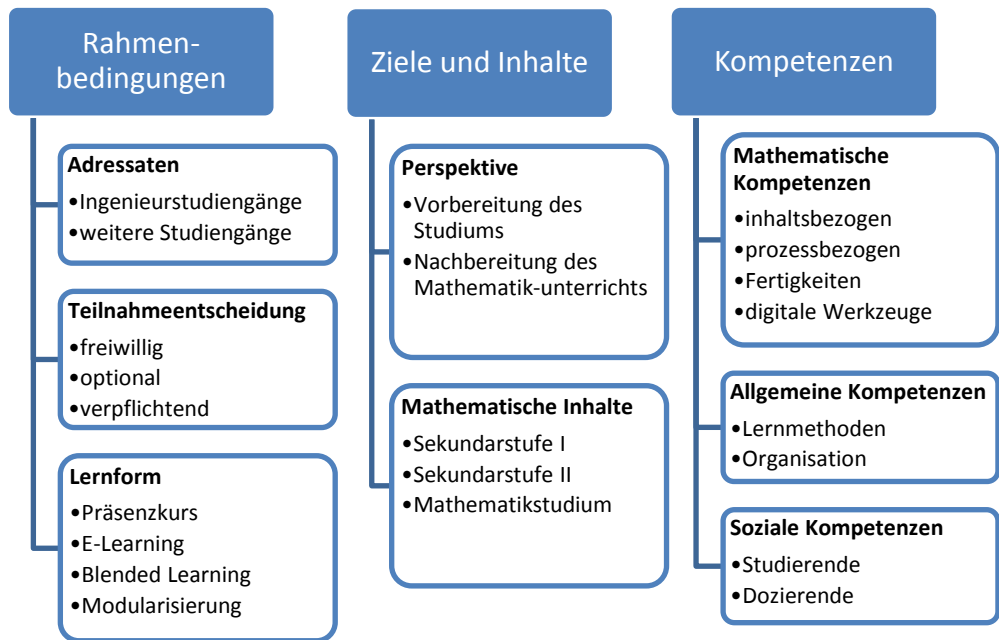 Rahmen-
bedingungen
Adressaten
•Ingenieurstudiengänge
•weitere Studiengänge
Teilnahmeentscheidung
•freiwillig
•optional
•verpflichtend
Lernform
•Präsenzkurs
•E-Learning
•Blended Learning
•Modularisierung
Ziele und Inhalte
Perspektive
•Vorbereitung des
Studiums
•Nachbereitung des
Mathematik-unterrichts
Mathematische Inhalte
•Sekundarstufe I
•Sekundarstufe II
•Mathematikstudium
Kompetenzen
Mathematische
Kompetenzen
•inhaltsbezogen
•prozessbezogen
•Fertigkeiten
•digitale Werkzeuge
Allgemeine Kompetenzen
•Lernmethoden
•Organisation
Soziale Kompetenzen
•Studierende
•Dozierende